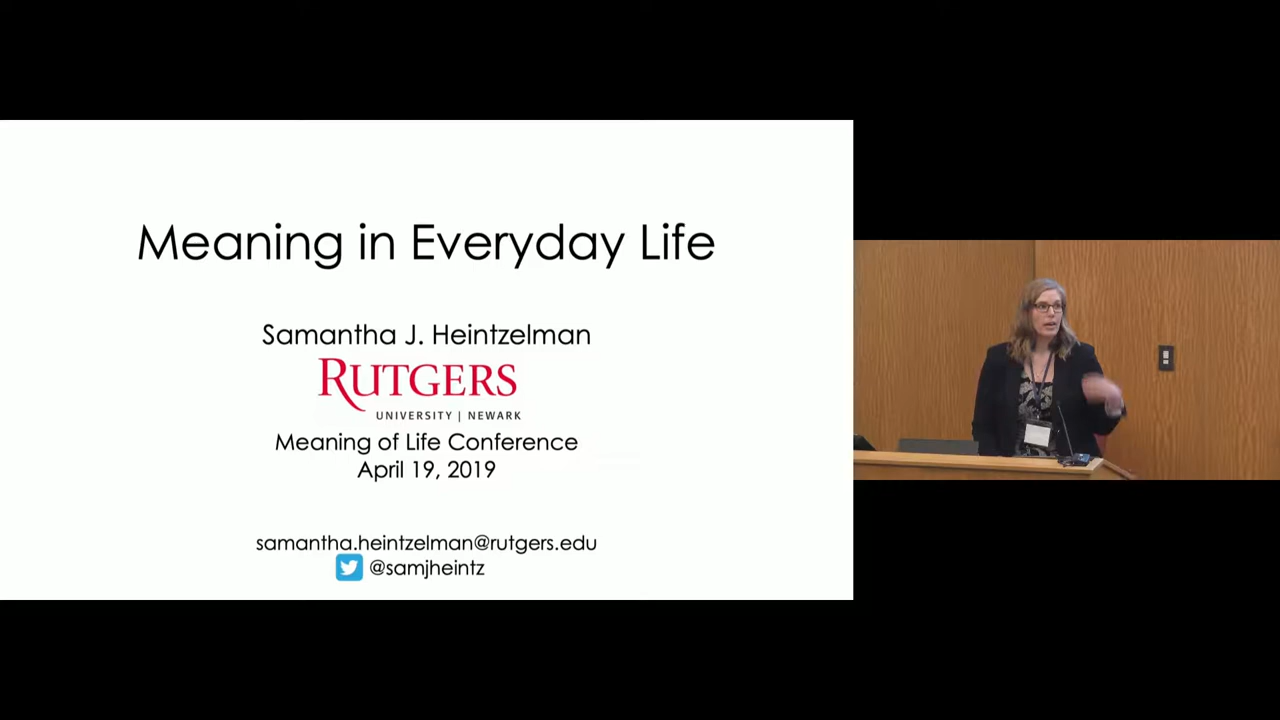 Meaning in Everyday Life
Samantha J. Heintzelman
RUTGERS
UNIVERSITY | NEWARK
Meaning of Life Conference
April 19, 2019
samantha.heintzelman@rutgers.edu
@samjheintz